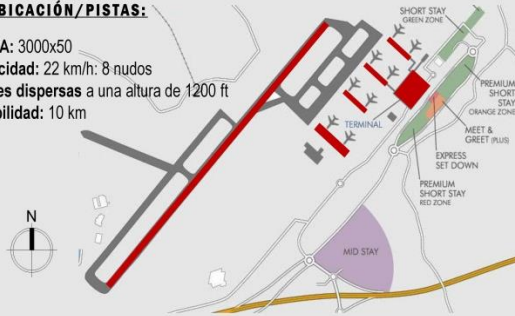 BICACIÓN/PISTAS:
A: 3000x50
cidad: 22 km/h: 8 nudos
es dispersas a una altura de 1200 ft
bilidad: 10 km
N
TERMINAL
SHORT STAY
GREEN ZONE
PREMIUM
SHORT
STAY
ORANGE ZONE
MEET &
GREET (PLUS)
EXPRESS
SET DOWN
PREMIUM
SHORT STAY
RED ZONE
MID STAY